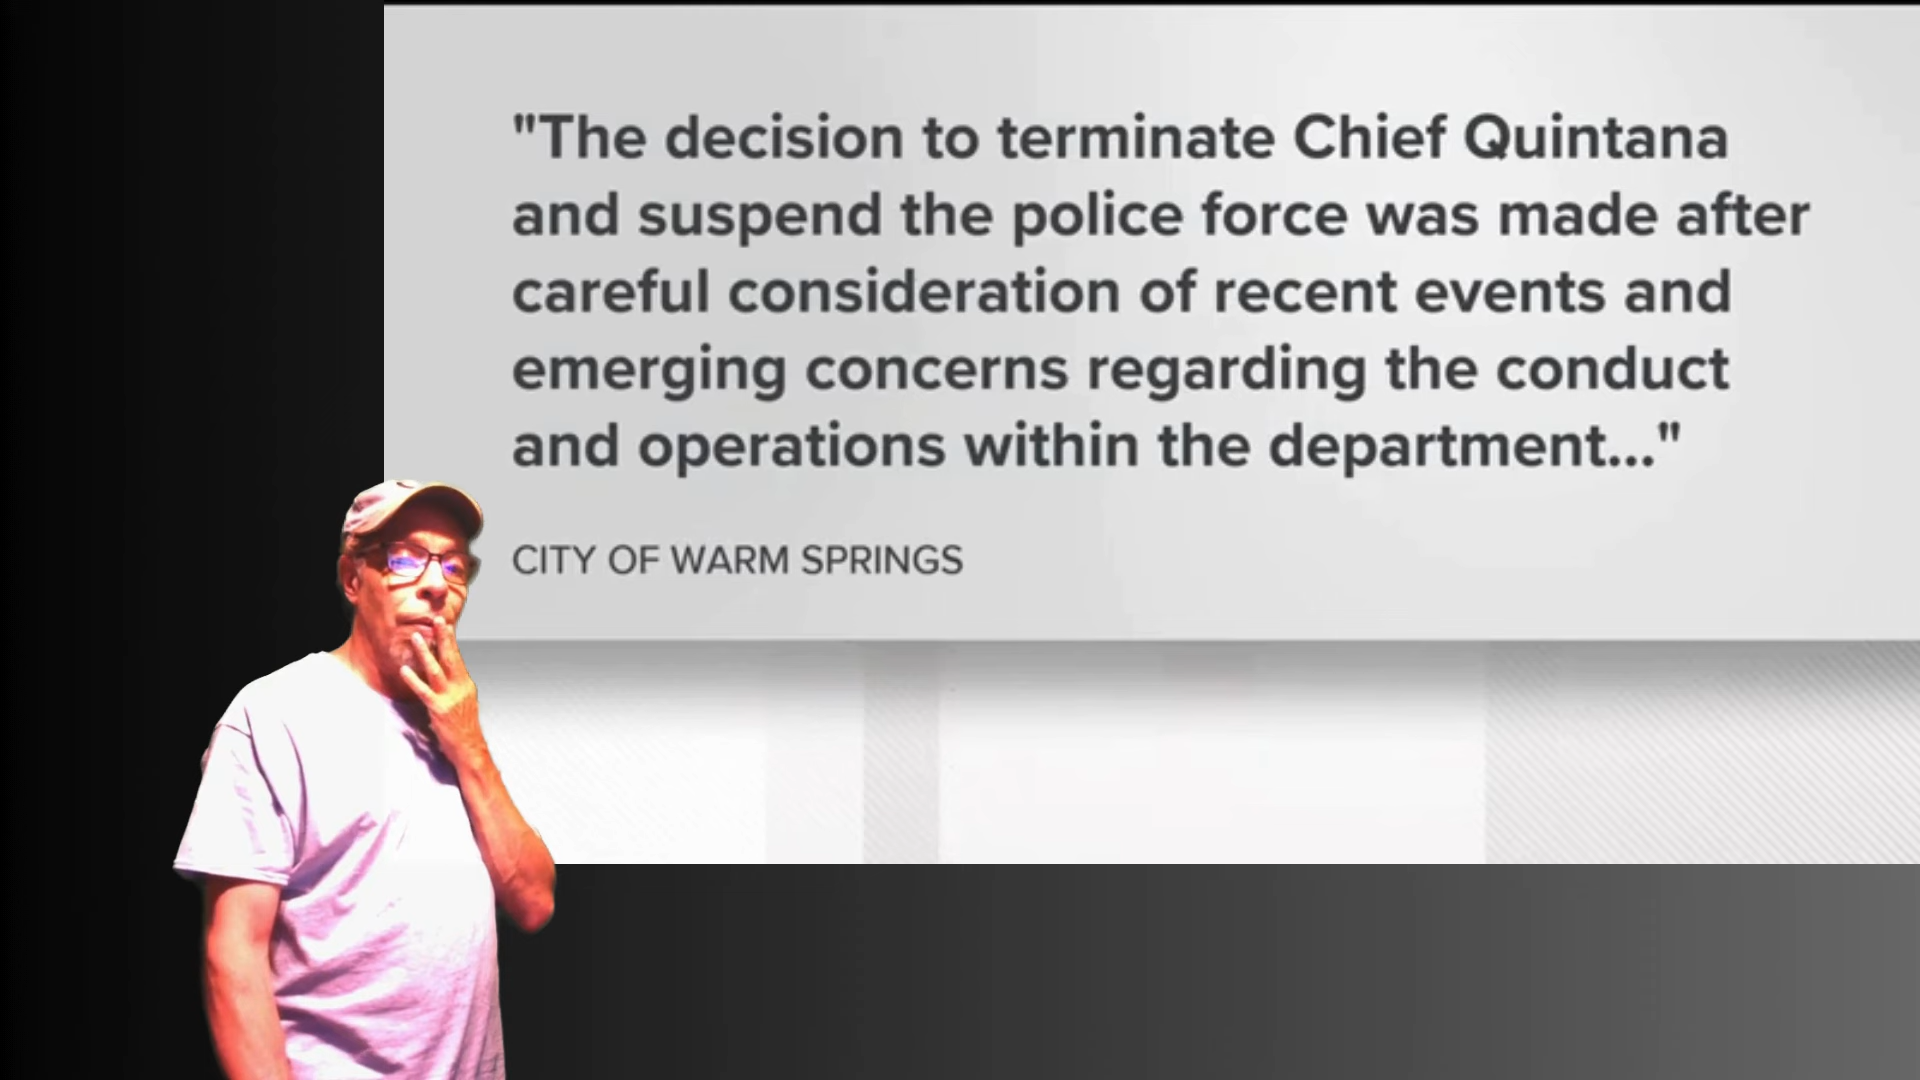 "The decision to terminate Chief Quintana
and suspend the police force was made after
careful consideration of recent events and
emerging concerns regarding the conduct
and operations within the department..."
CITY OF WARM SPRINGS